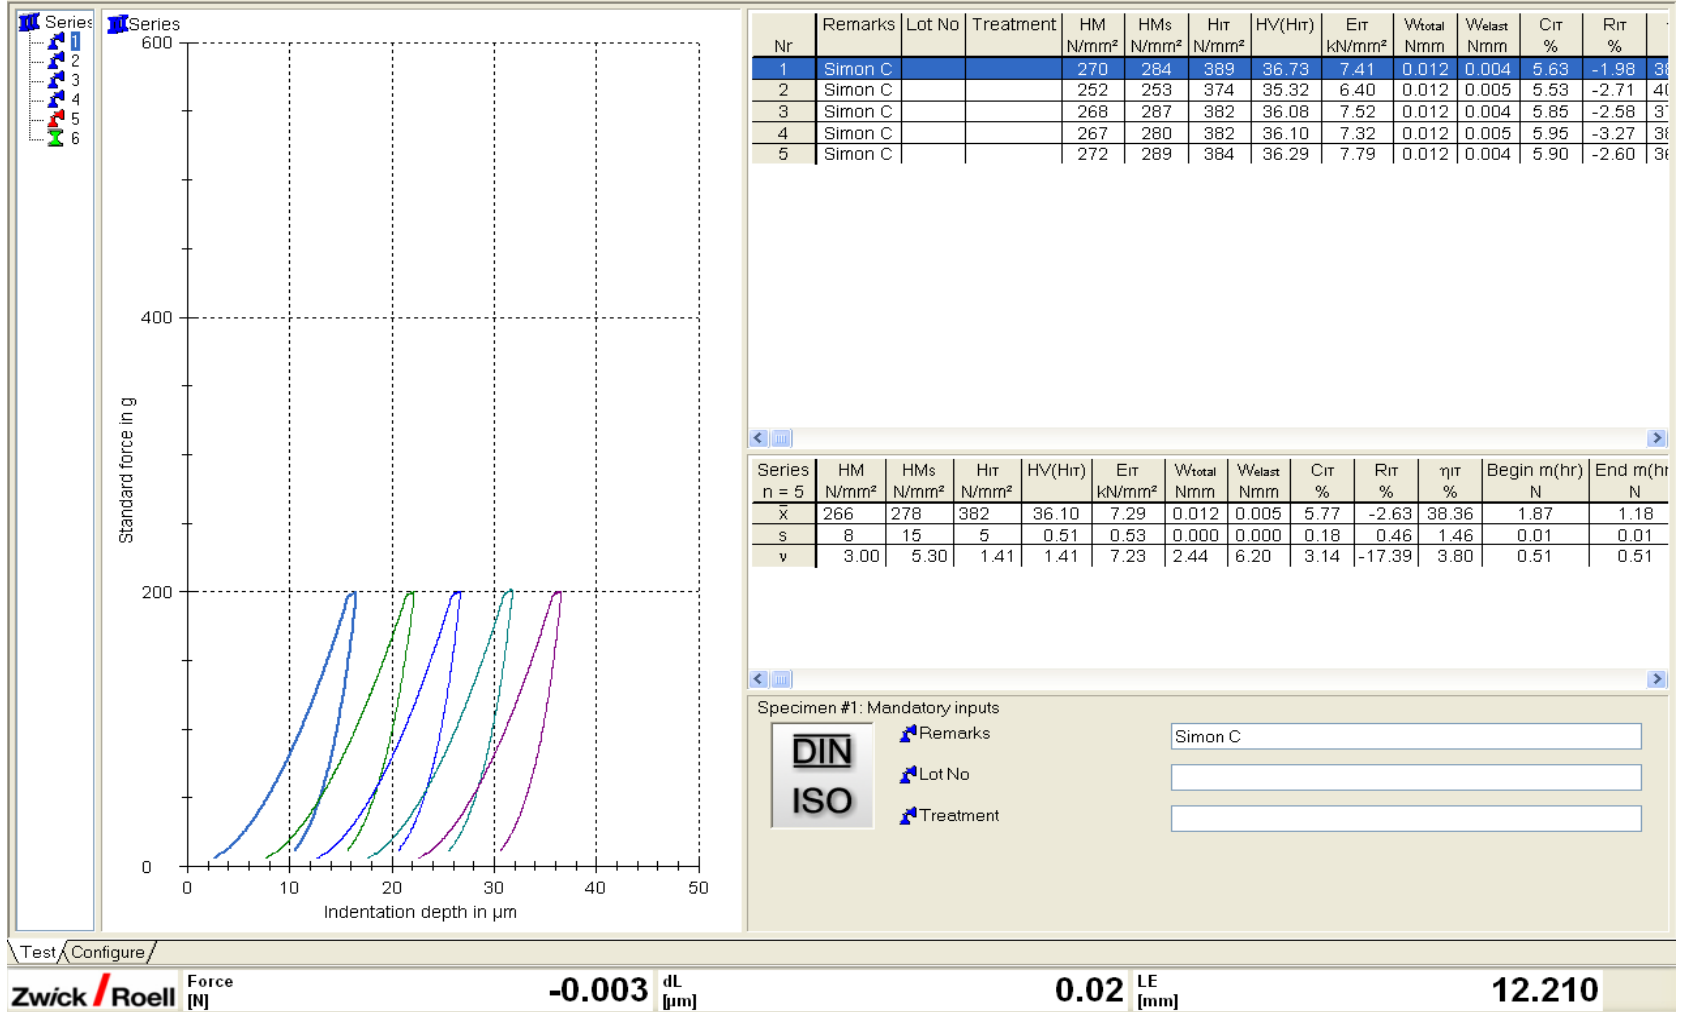 Series
1
2
3
4
5
6
Series
600
400
200
0
0 10 20 30 40 50
Standard force in g
Indentation depth in µm
Nr Remarks Lot No Treatment HM N/mm² HMs N/mm² HIT N/mm² HV(HIT) EIT kN/mm² Wtotal Nmm Welast Nmm CIT % RIT %
1 Simon C 270 284 389 36.73 7.41 0.012 0.004 5.63 -1.98 38
2 Simon C 252 253 374 35.32 6.40 0.012 0.005 5.53 -2.71 40
3 Simon C 268 287 382 36.08 7.52 0.012 0.004 5.85 -2.58 37
4 Simon C 267 280 382 36.10 7.32 0.012 0.005 5.95 -3.27 38
5 Simon C 272 289 384 36.29 7.79 0.012 0.004 5.90 -2.60 36
Series HM HMs HIT HV(HIT) EIT Wtotal Welast CIT RIT ηIT Begin m(hr) End m(hr
n = 5 N/mm² N/mm² N/mm² kN/mm² Nmm Nmm % % % N N
x̄ 266 278 382 36.10 7.29 0.012 0.005 5.77 -2.63 38.36 1.87 1.18
s 8 15 5 0.51 0.53 0.000 0.000 0.18 0.46 1.46 0.01 0.01
ν 3.00 5.30 1.41 1.41 7.23 2.44 6.20 3.14 -17.39 3.80 0.51 0.51
Specimen #1: Mandatory inputs
DIN
ISO
Remarks Simon C
Lot No
Treatment
Test Configure
Zwick / Roell Force [N] -0.003 dL [µm] 0.02 LE [mm] 12.210